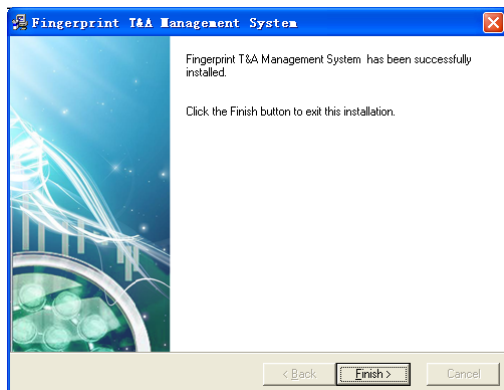 Fingerprint T&A Management System
Fingerprint T&A Management System  has been successfully
installed.
Click the Finish button to exit this installation.
< Back
Finish >
Cancel